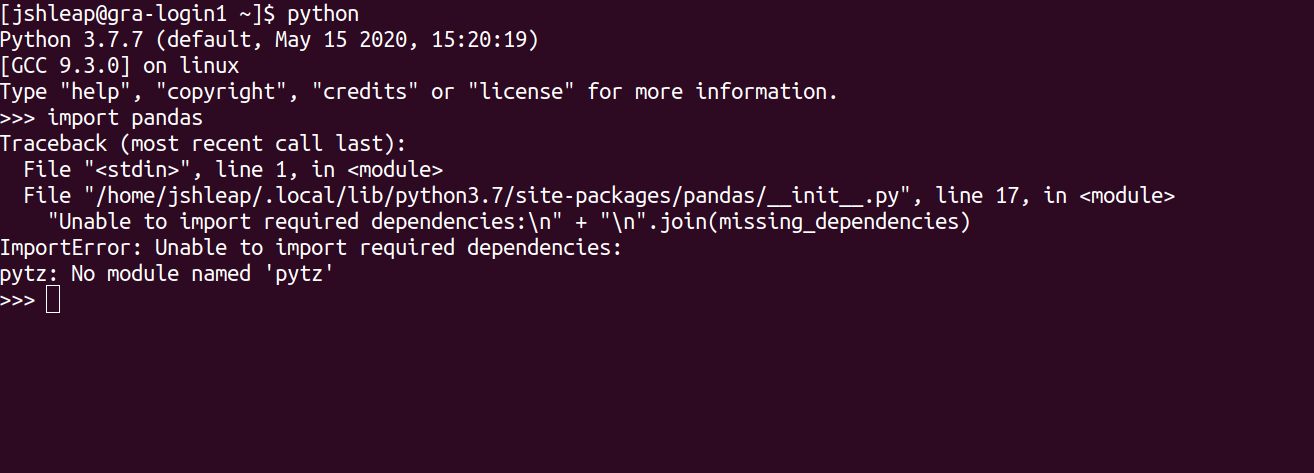 [jshleap@gra-login1 ~]$ python
Python 3.7.7 (default, May 15 2020, 15:20:19)
[GCC 9.3.0] on linux
Type "help", "copyright", "credits" or "license" for more information.
>>> import pandas
Traceback (most recent call last):
  File "<stdin>", line 1, in <module>
  File "/home/jshleap/.local/lib/python3.7/site-packages/pandas/__init__.py", line 17, in <module>
    "Unable to import required dependencies:\n" + "\n".join(missing_dependencies)
ImportError: Unable to import required dependencies:
pytz: No module named 'pytz'
>>>